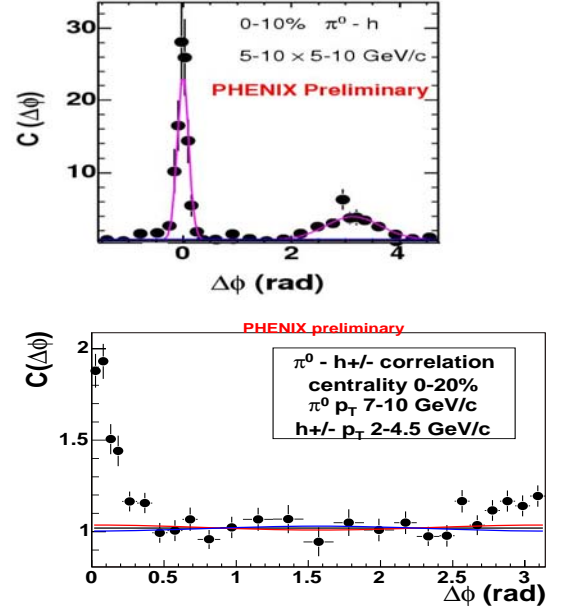 30
0-10% π⁰ - h
5-10 × 5-10 GeV/c
PHENIX Preliminary
20
10
C(Δϕ)
0 2 4
Δϕ (rad)
PHENIX preliminary
2
π⁰ - h+/- correlation
centrality 0-20%
π⁰ p_T 7-10 GeV/c
h+/- p_T 2-4.5 GeV/c
C(Δϕ)
1.5
1
0 0.5 1 1.5 2 2.5 3
Δϕ (rad)